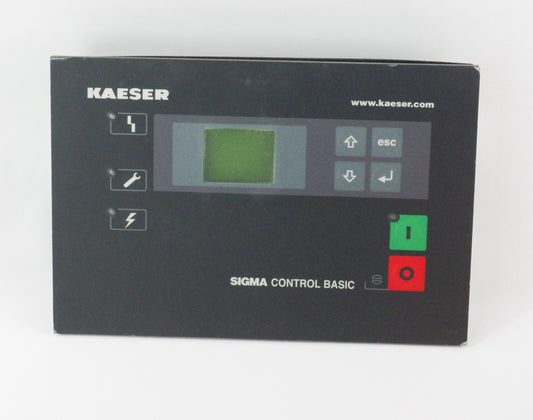 KAESER
www.kaeser.com
esc
I
O
SIGMA CONTROL BASIC